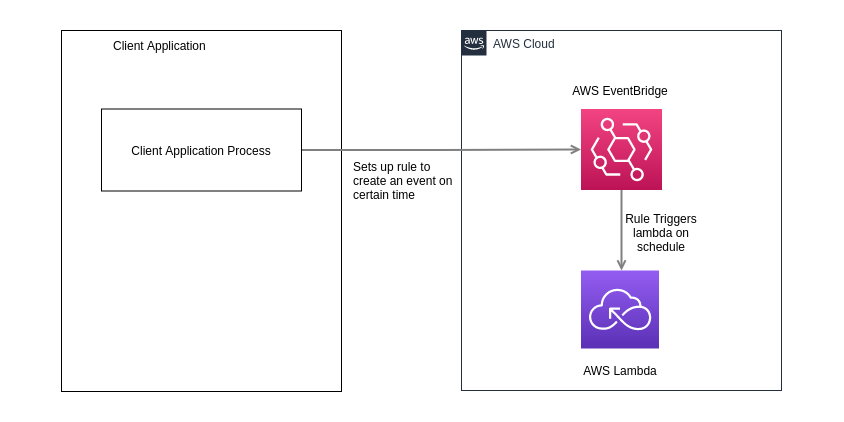 Client Application
aws
AWS Cloud
AWS EventBridge
Client Application Process
Sets up rule to
create an event on
certain time
Rule Triggers
lambda on
schedule
AWS Lambda